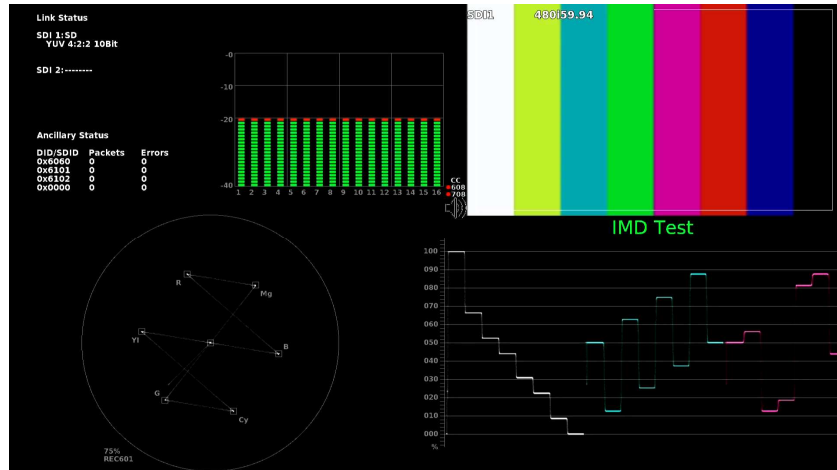 Link Status
SDI 1:SD
YUV 4:2:2 10Bit
SDI 2:--------
Ancillary Status
DID/SDID Packets Errors
0x6060 0 0
0x6101 0 0
0x6102 0 0
0x0000 0 0
-0
-10
-20
-40
1 2 3 4 5 6 7 8 9 10 11 12 13 14 15 16
CC
608
708
SDI1 480i59.94
IMD Test
R
Mg
Yl
B
G
Cy
75%
REC601
100
090
080
070
060
050
040
030
020
010
000
%